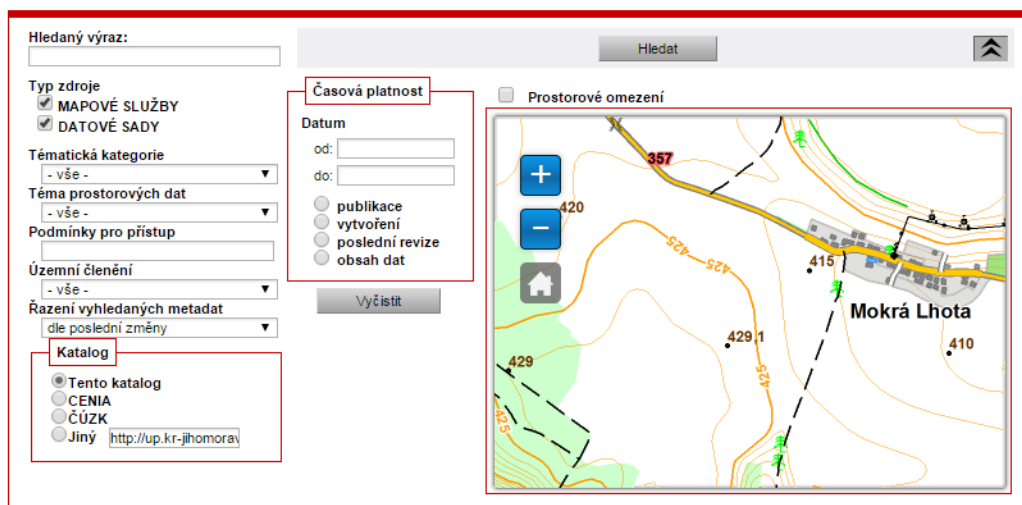 Hledaný výraz:
Hledat
Typ zdroje
MAPOVÉ SLUŽBY
DATOVÉ SADY
Tématická kategorie
- vše -
Téma prostorových dat
- vše -
Podmínky pro přístup
Územní členění
- vše -
Řazení vyhledaných metadat
dle poslední změny
Katalog
Tento katalog
CENIA
ČÚZK
Jiný http://up.kr-jihomorav
Časová platnost
Datum
od:
do:
publikace
vytvoření
poslední revize
obsah dat
Vyčistit
Prostorové omezení
+
−
357
420
425
425
415
Mokrá Lhota
429,1
410
429
425
425
425